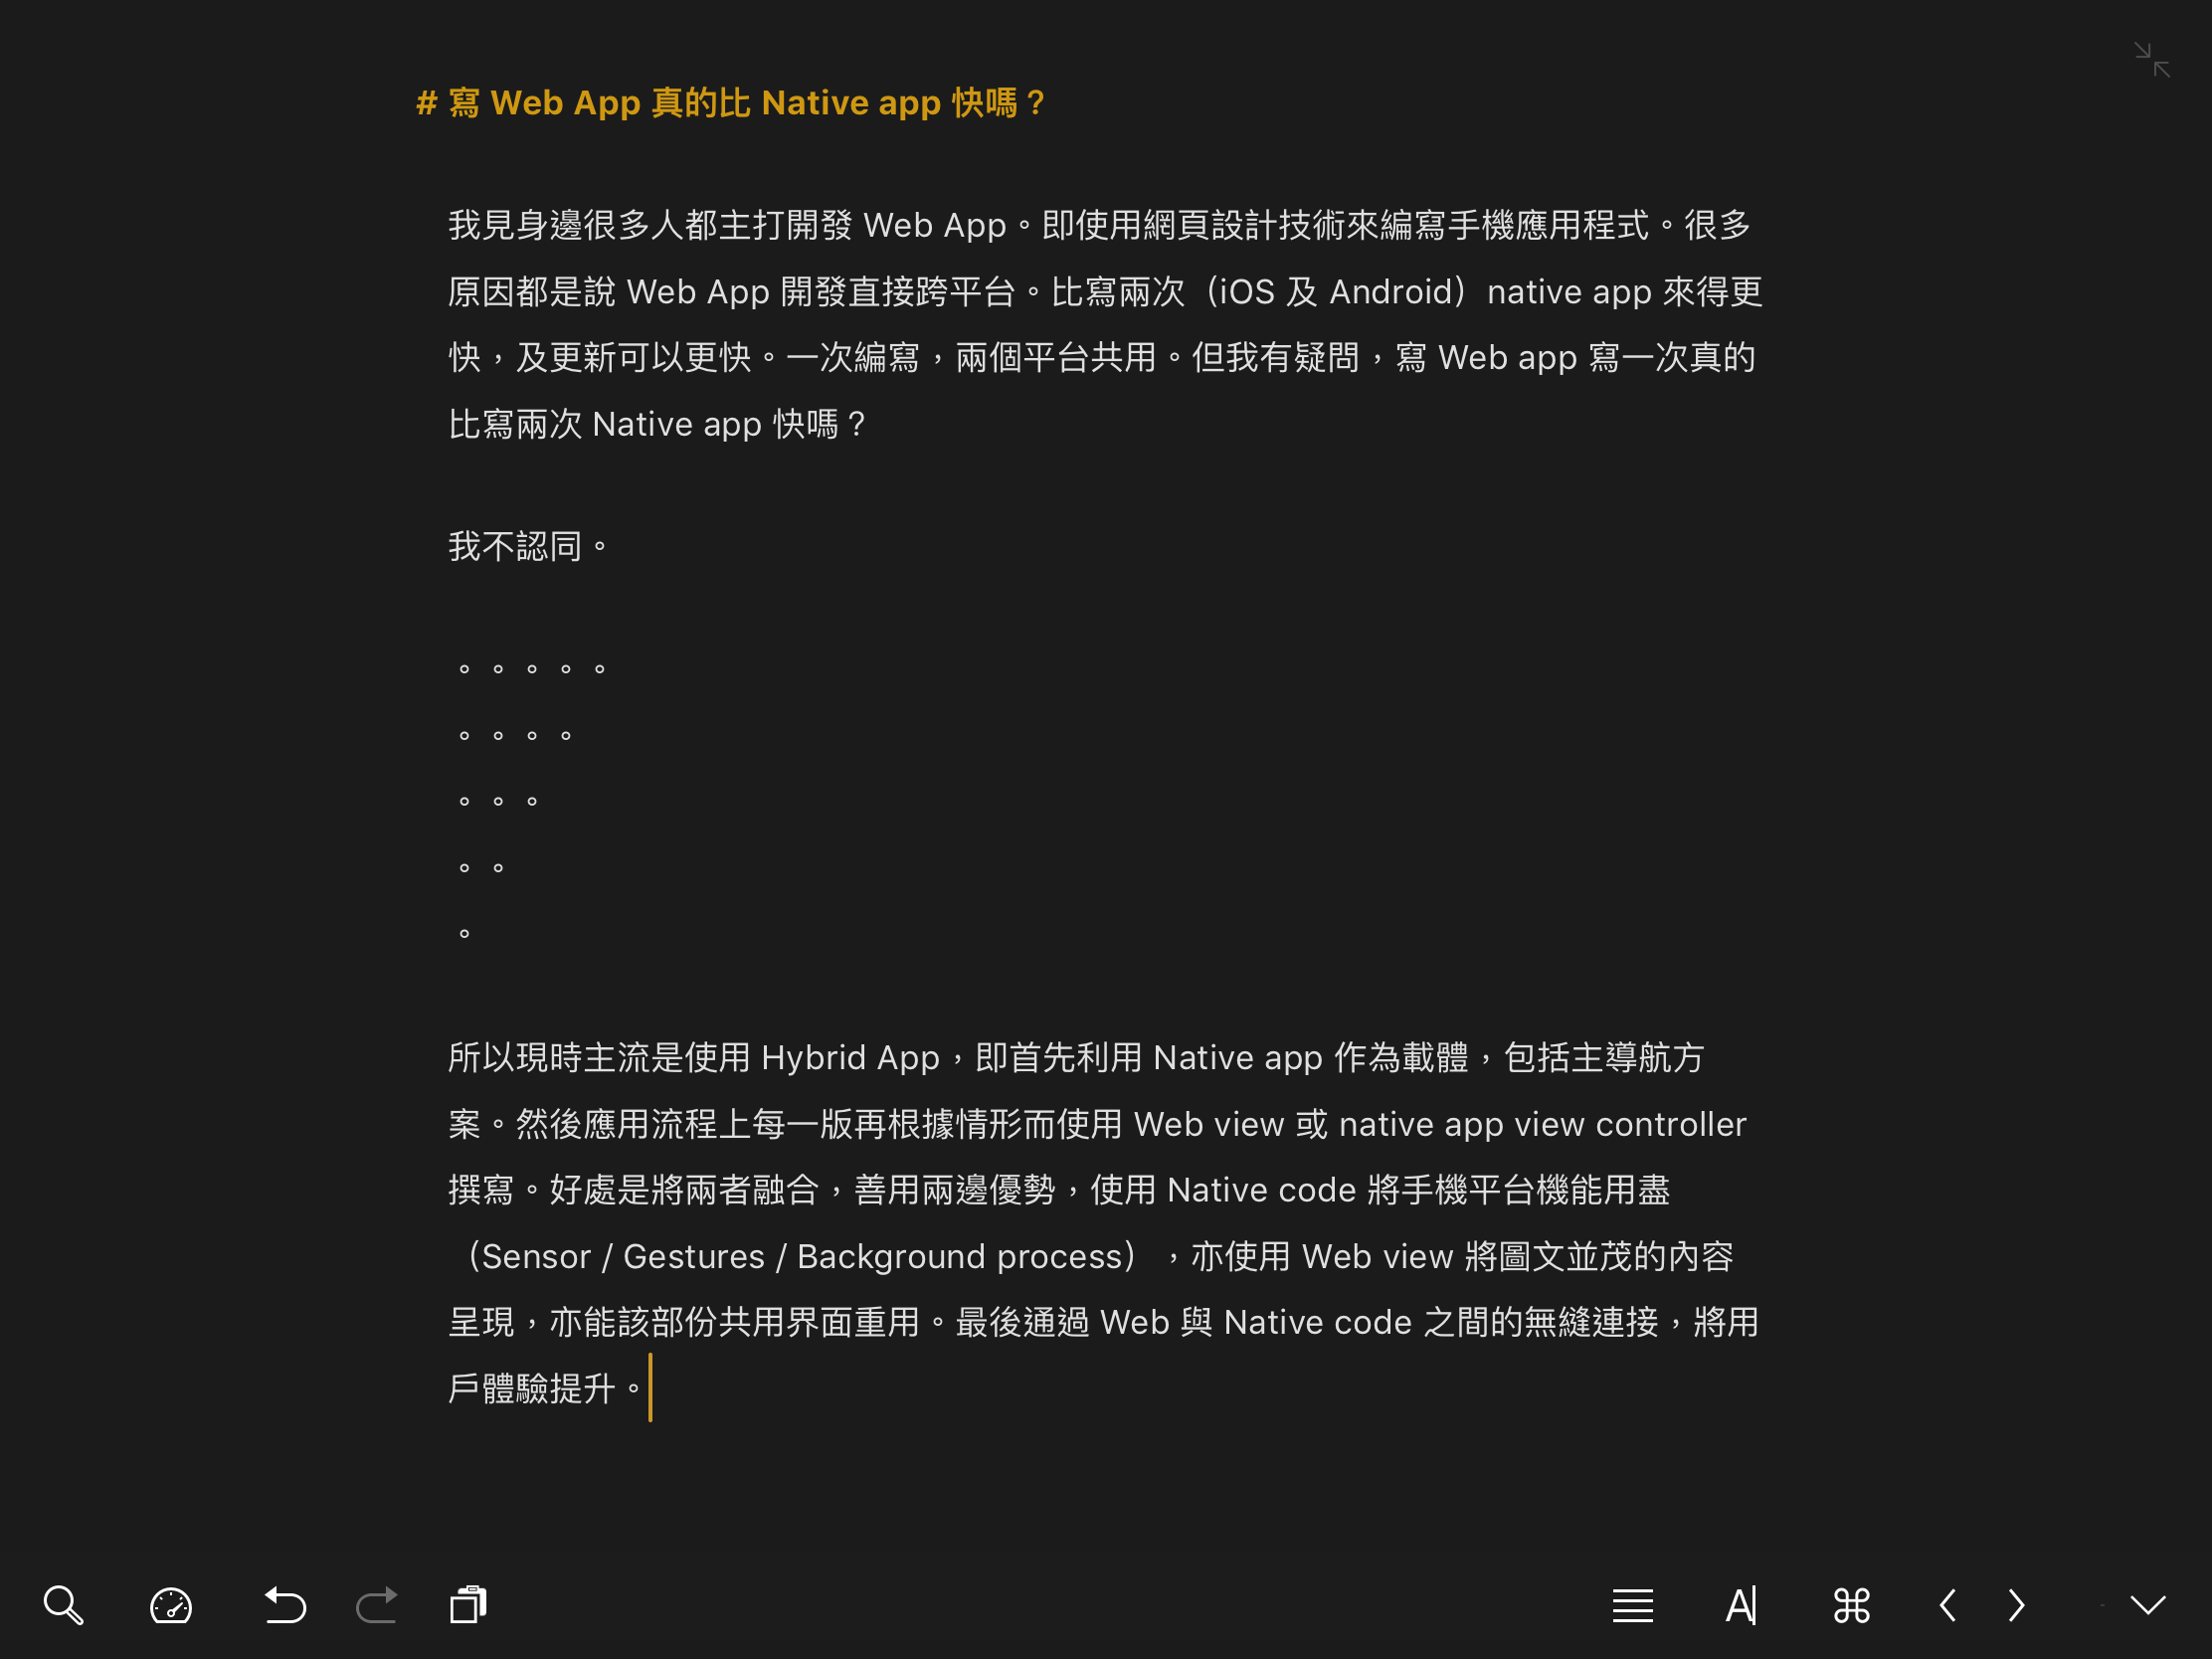 # 寫 Web App 真的比 Native app 快嗎？
我見身邊很多人都主打開發 Web App。即使用網頁設計技術來編寫手機應用程式。很多
原因都是說 Web App 開發直接跨平台。比寫兩次（iOS 及 Android）native app 來得更
快，及更新可以更快。一次編寫，兩個平台共用。但我有疑問，寫 Web app 寫一次真的
比寫兩次 Native app 快嗎？
我不認同。
。。。。。
。。。。
。。。
。。
。
所以現時主流是使用 Hybrid App，即首先利用 Native app 作為載體，包括主導航方
案。然後應用流程上每一版再根據情形而使用 Web view 或 native app view controller
撰寫。好處是將兩者融合，善用兩邊優勢，使用 Native code 將手機平台機能用盡
（Sensor / Gestures / Background process），亦使用 Web view 將圖文並茂的內容
呈現，亦能該部份共用界面重用。最後通過 Web 與 Native code 之間的無縫連接，將用
戶體驗提升。
A